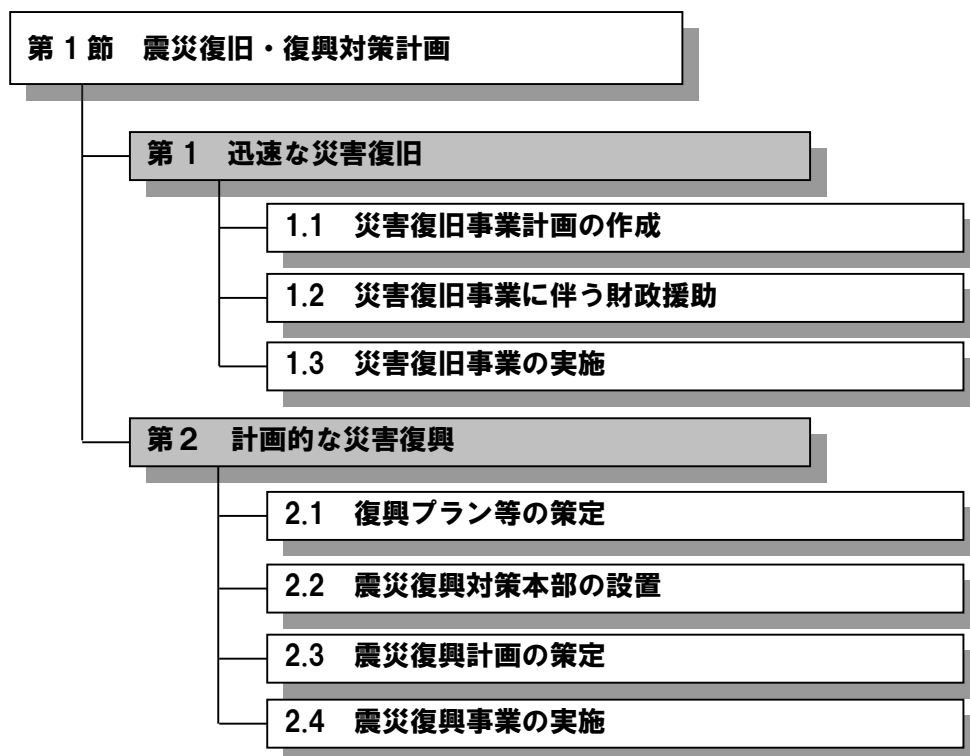 第１節　震災復旧・復興対策計画
第１　迅速な災害復旧
1.1　災害復旧事業計画の作成
1.2　災害復旧事業に伴う財政援助
1.3　災害復旧事業の実施
第２　計画的な災害復興
2.1　復興プラン等の策定
2.2　震災復興対策本部の設置
2.3　震災復興計画の策定
2.4　震災復興事業の実施